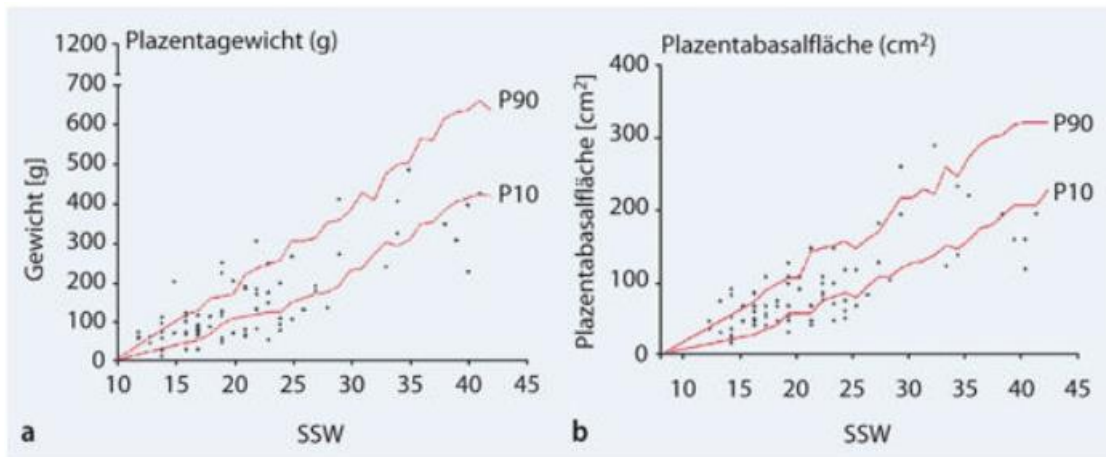 Plazentagewicht (g)
1200
700
600
500
400
300
200
100
0
Gewicht [g]
P90
P10
10 15 20 25 30 35 40 45
a
SSW
Plazentabasalfläche (cm²)
400
300
200
100
0
Plazentabasalfläche [cm²]
P90
P10
10 15 20 25 30 35 40 45
b
SSW